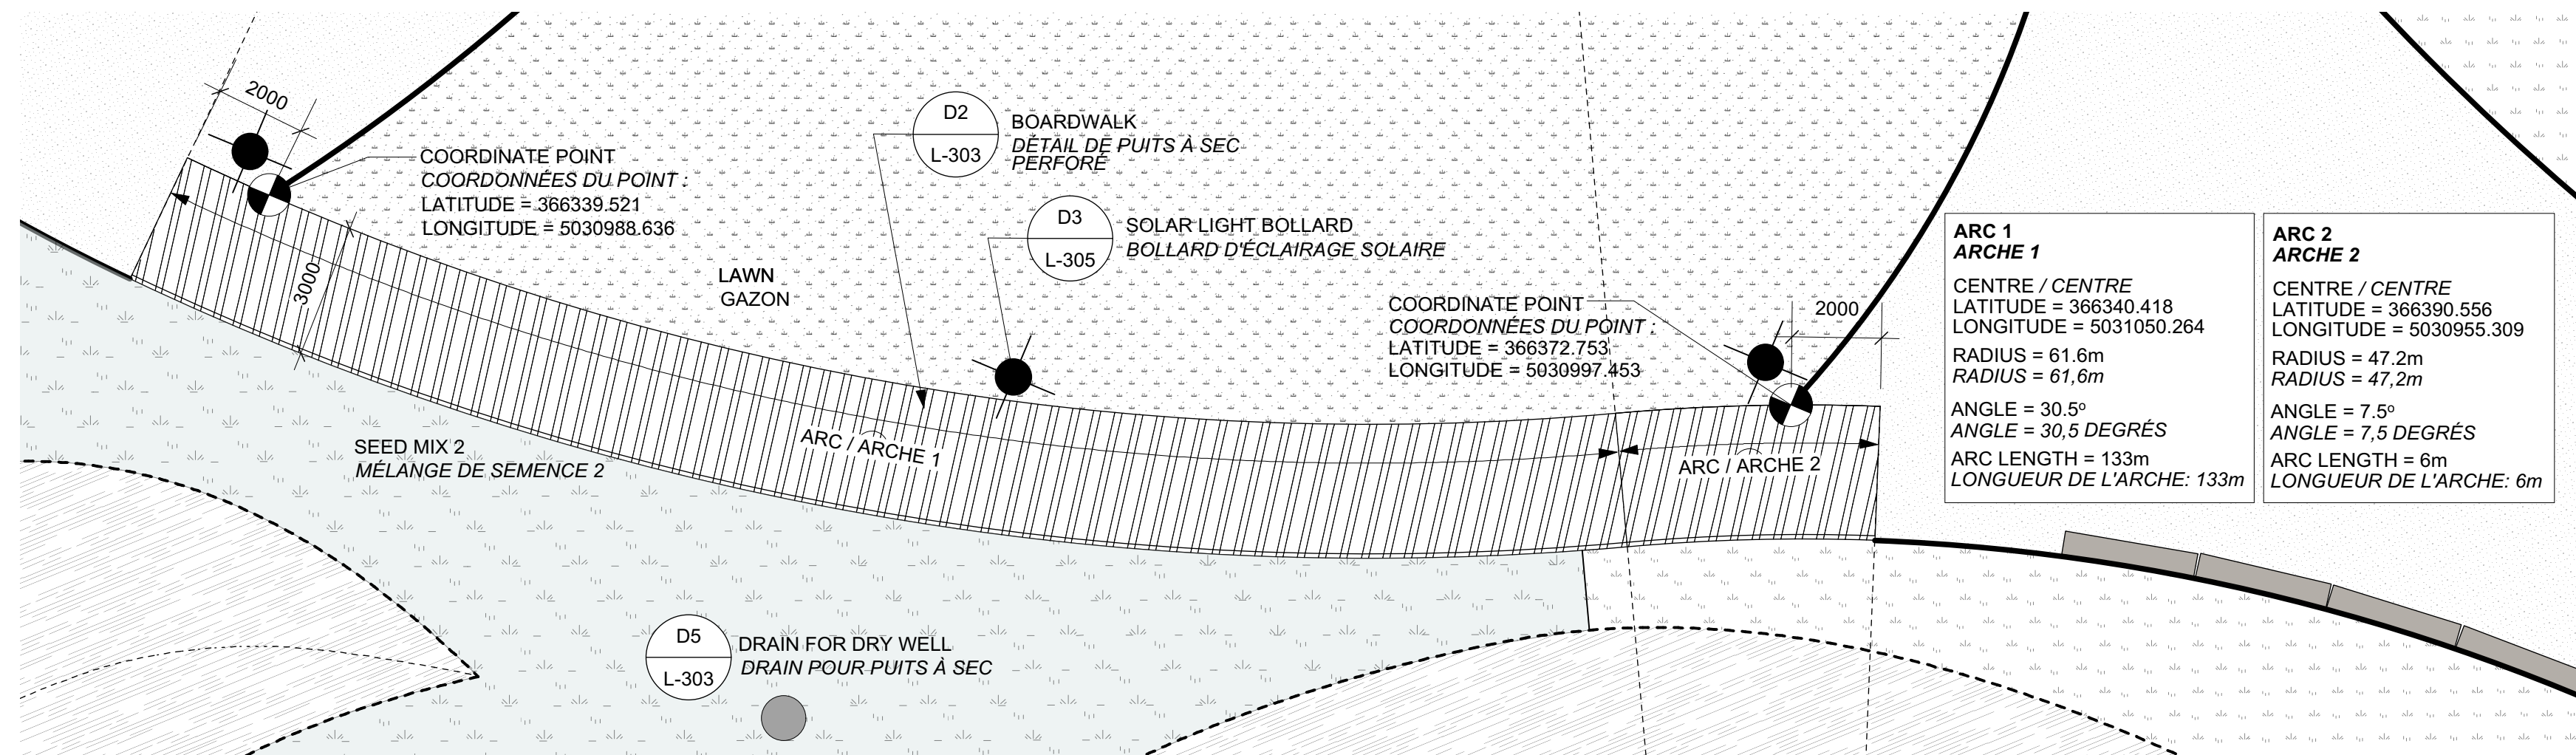 2000
COORDINATE POINT
COORDONNÉES DU POINT :
LATITUDE = 366339.521
LONGITUDE = 5030988.636
3000
D2
L-303
BOARDWALK
DÉTAIL DE PUITS À SEC
PERFORÉ
D3
L-305
SOLAR LIGHT BOLLARD
BOLLARD D'ÉCLAIRAGE SOLAIRE
LAWN
GAZON
COORDINATE POINT
COORDONNÉES DU POINT :
LATITUDE = 366372.753
LONGITUDE = 5030997.453
2000
ARC / ARCHE 1
ARC / ARCHE 2
SEED MIX 2
MÉLANGE DE SEMENCE 2
D5
L-303
DRAIN FOR DRY WELL
DRAIN POUR PUITS À SEC
ARC 1
ARCHE 1
CENTRE / CENTRE
LATITUDE = 366340.418
LONGITUDE = 5031050.264
RADIUS = 61.6m
RADIUS = 61,6m
ANGLE = 30.5º
ANGLE = 30,5 DEGRÉS
ARC LENGTH = 133m
LONGUEUR DE L'ARCHE: 133m
ARC 2
ARCHE 2
CENTRE / CENTRE
LATITUDE = 366390.556
LONGITUDE = 5030955.309
RADIUS = 47.2m
RADIUS = 47,2m
ANGLE = 7.5º
ANGLE = 7,5 DEGRÉS
ARC LENGTH = 6m
LONGUEUR DE L'ARCHE: 6m